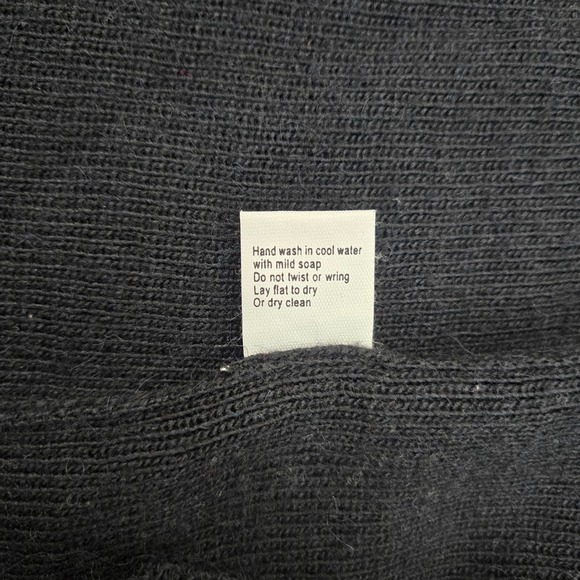 Hand wash in cool water
with mild soap
Do not twist or wring
Lay flat to dry
Or dry clean